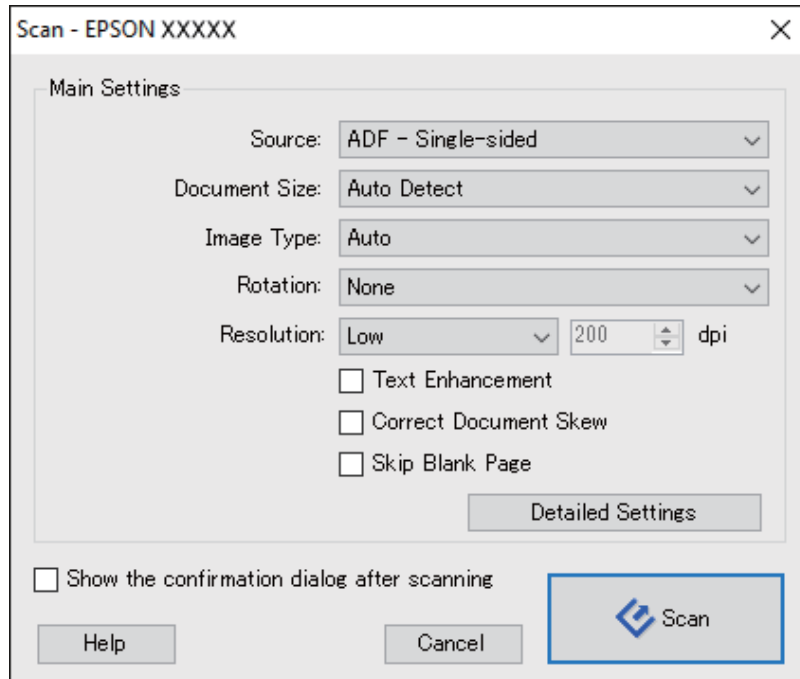 Scan - EPSON XXXXX
Main Settings
Source: ADF - Single-sided
Document Size: Auto Detect
Image Type: Auto
Rotation: None
Resolution: Low 200 dpi
Text Enhancement
Correct Document Skew
Skip Blank Page
Detailed Settings
Show the confirmation dialog after scanning
Scan
Help Cancel